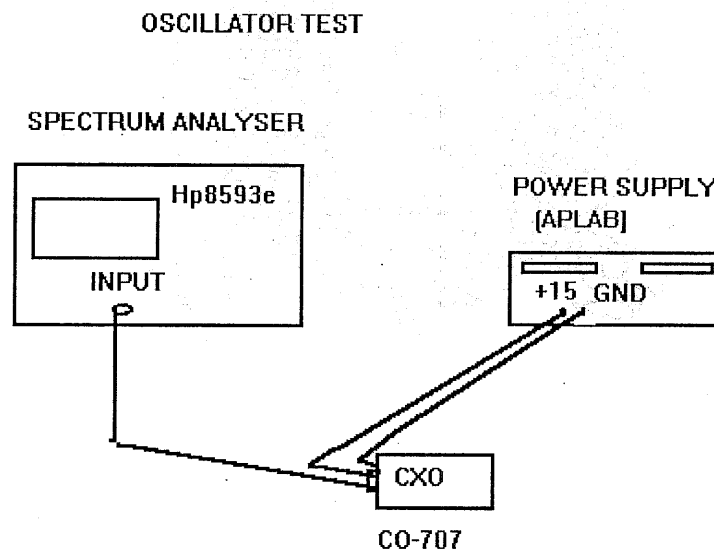 OSCILLATOR TEST
SPECTRUM ANALYSER
Hp8593e
INPUT
POWER SUPPLY
(APLAB]
+15 GND
CXO
CO-707